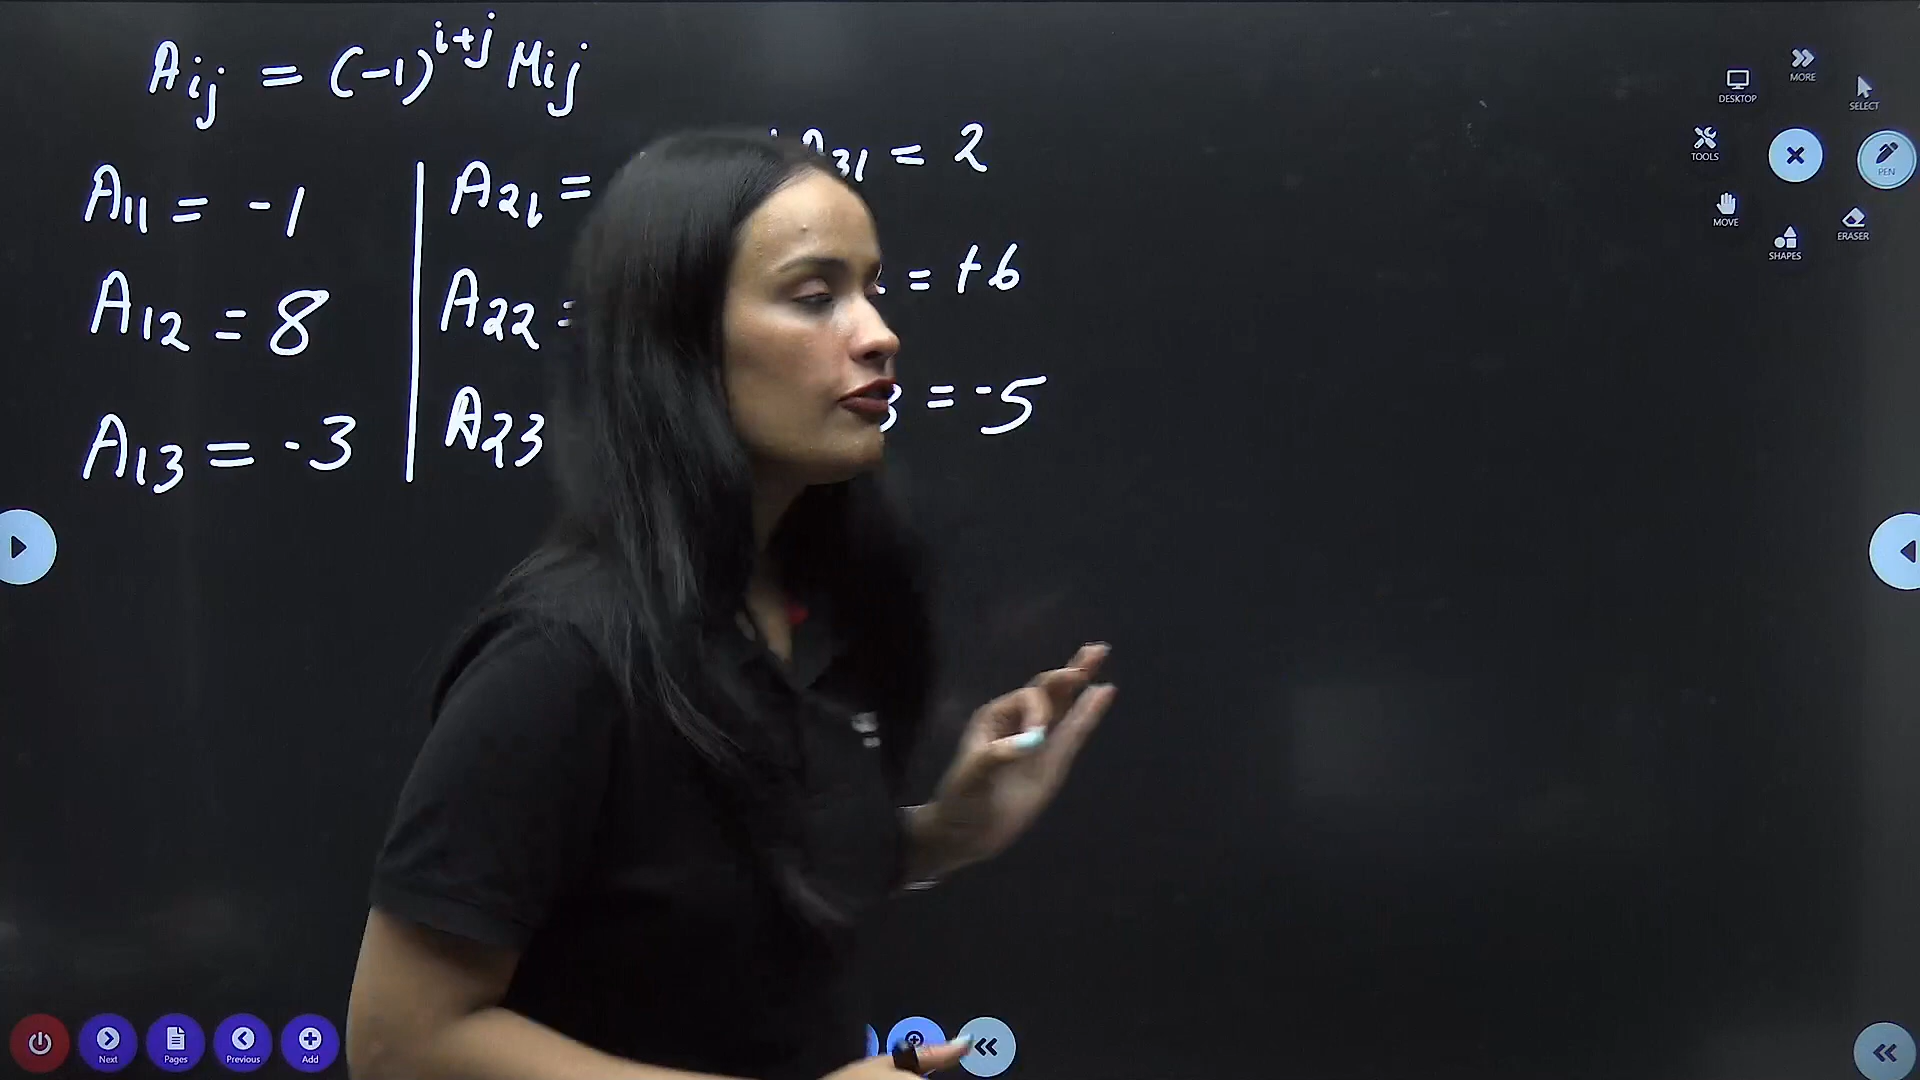 Aij = (-1)^{i+j} Mij
A11 = -1
A12 = 8
A13 = -3
A21 =
A22 =
A23
A31 = 2
= +6
3 = -5
DESKTOP
MORE
SELECT
TOOLS
PEN
MOVE
SHAPES
ERASER
Next
Pages
Previous
Add